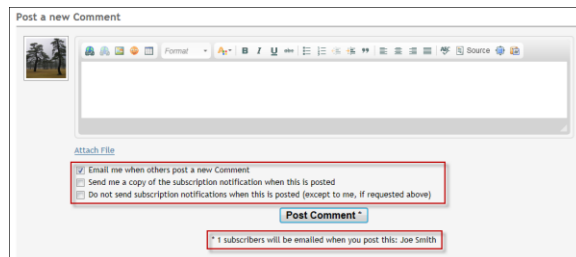 Post a new Comment
Format
B I U abc
ABC Source
Attach File
Email me when others post a new Comment
Send me a copy of the subscription notification when this is posted
Do not send subscription notifications when this is posted (except to me, if requested above)
Post Comment *
* 1 subscribers will be emailed when you post this: Joe Smith